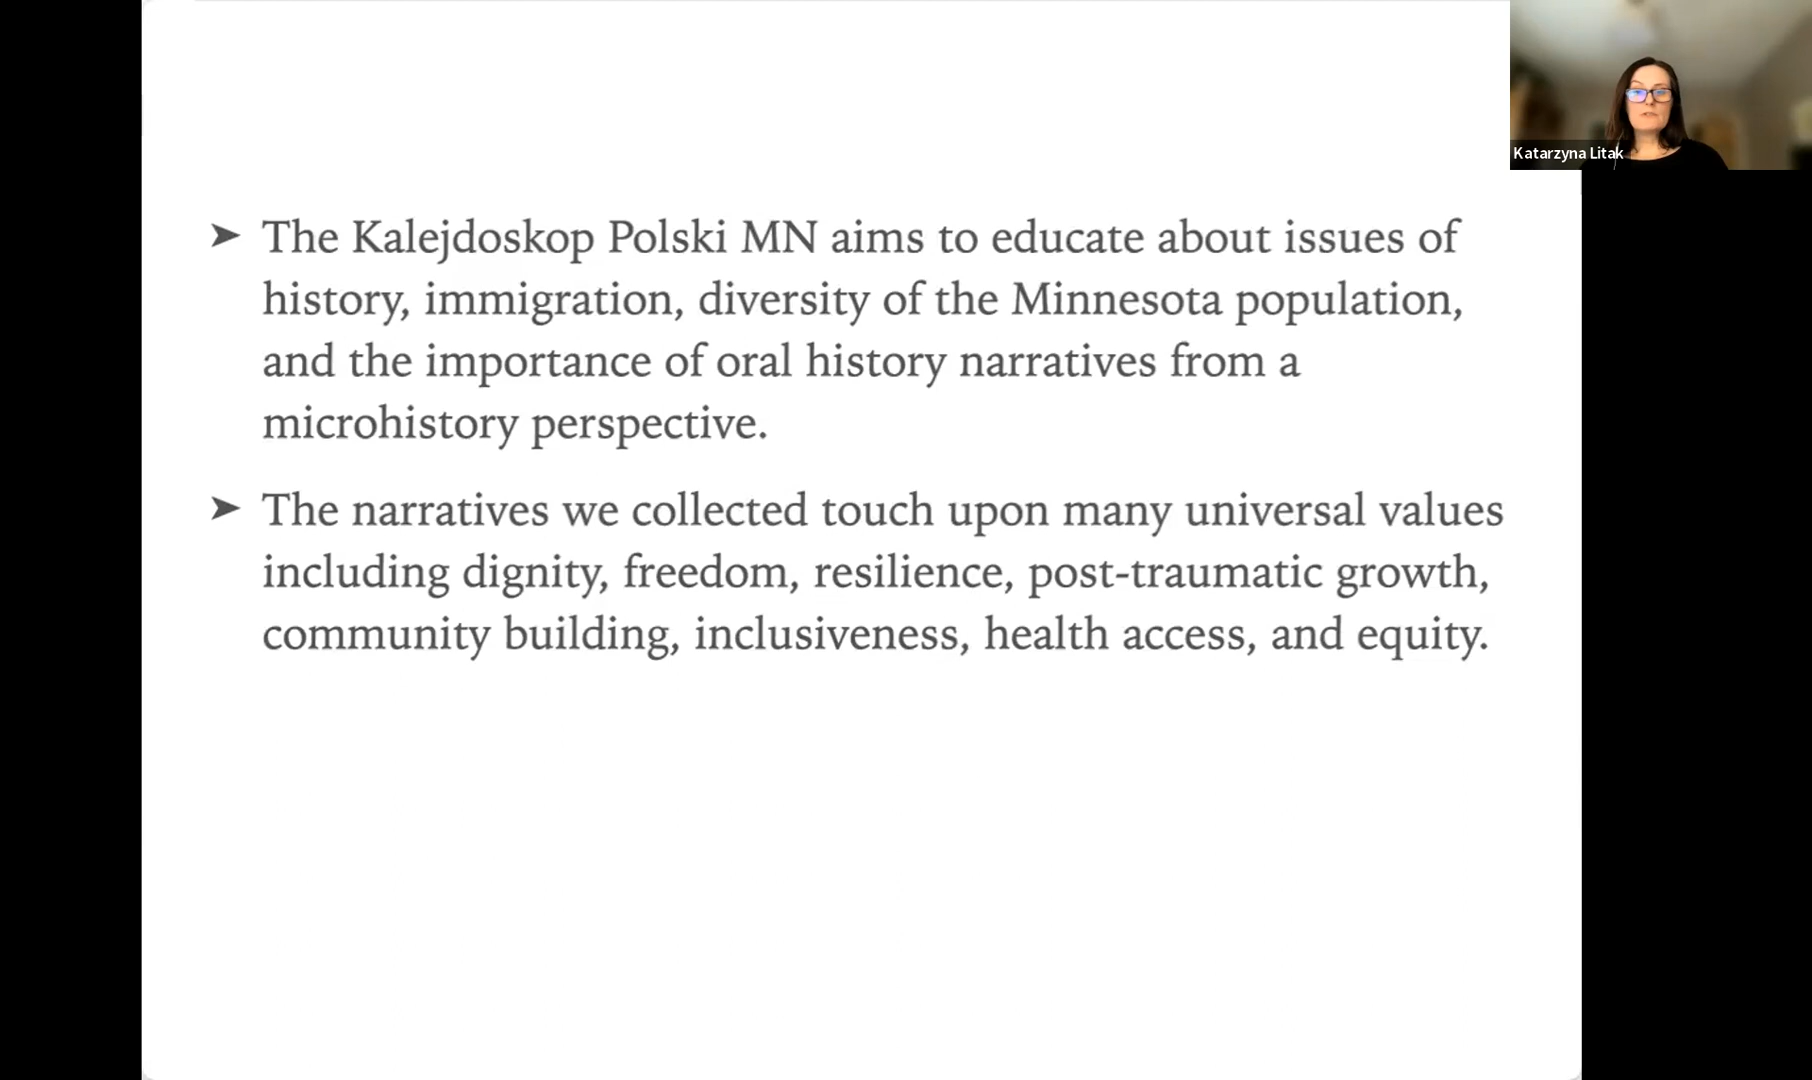 The Kalejdoskop Polski MN aims to educate about issues of
history, immigration, diversity of the Minnesota population,
and the importance of oral history narratives from a
microhistory perspective.
The narratives we collected touch upon many universal values
including dignity, freedom, resilience, post-traumatic growth,
community building, inclusiveness, health access, and equity.
Katarzyna Litak